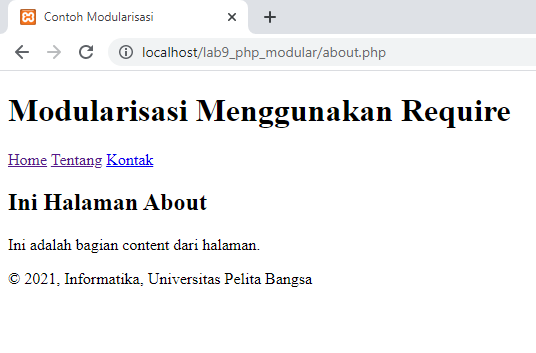 Contoh Modularisasi
localhost/lab9_php_modular/about.php
Modularisasi Menggunakan Require
Home Tentang Kontak
Ini Halaman About
Ini adalah bagian content dari halaman.
© 2021, Informatika, Universitas Pelita Bangsa